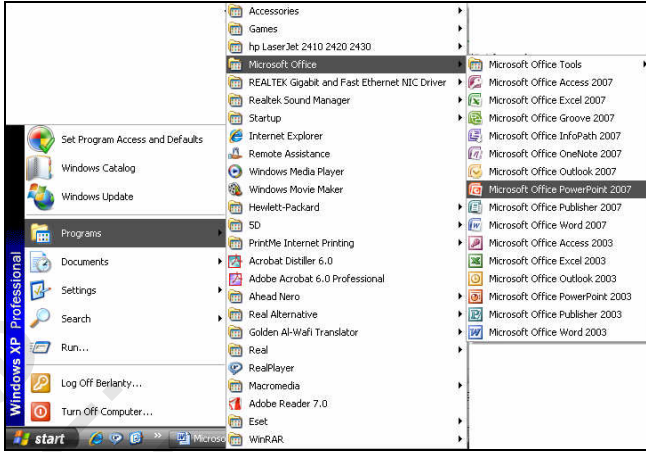 Set Program Access and Defaults
Windows Catalog
Windows Update
Programs
Documents
Settings
Search
Run...
Log Off Berlanty...
Turn Off Computer...
Windows XP Professional
start
Microso
Accessories
Games
hp LaserJet 2410 2420 2430
Microsoft Office
REALTEK Gigabit and Fast Ethernet NIC Driver
Realtek Sound Manager
Startup
Internet Explorer
Remote Assistance
Windows Media Player
Windows Movie Maker
Hewlett-Packard
5D
PrintMe Internet Printing
Acrobat Distiller 6.0
Adobe Acrobat 6.0 Professional
Ahead Nero
Real Alternative
Golden Al-Wafi Translator
Real
RealPlayer
Macromedia
Adobe Reader 7.0
Eset
WinRAR
Microsoft Office Tools
Microsoft Office Access 2007
Microsoft Office Excel 2007
Microsoft Office Groove 2007
Microsoft Office InfoPath 2007
Microsoft Office OneNote 2007
Microsoft Office Outlook 2007
Microsoft Office PowerPoint 2007
Microsoft Office Publisher 2007
Microsoft Office Word 2007
Microsoft Office Access 2003
Microsoft Office Excel 2003
Microsoft Office Outlook 2003
Microsoft Office PowerPoint 2003
Microsoft Office Publisher 2003
Microsoft Office Word 2003